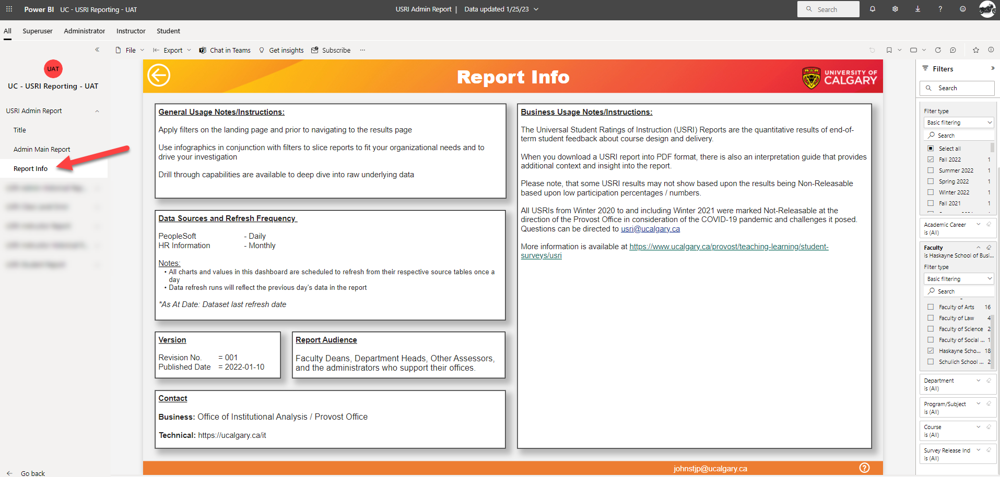 Power BI UC - USRI Reporting - UAT
USRI Admin Report | Data updated 1/25/23
Search
?
All Superuser Administrator Instructor Student
File Export Chat in Teams Get insights Subscribe ...
UAT
UC - USRI Reporting - UAT
USRI Admin Report
Title
Admin Main Report
Report Info
Go back
Report Info
UNIVERSITY OF
CALGARY
General Usage Notes/Instructions:
Apply filters on the landing page and prior to navigating to the results page
Use infographics in conjunction with filters to slice reports to fit your organizational needs and to
drive your investigation
Drill through capabilities are available to deep dive into raw underlying data
Data Sources and Refresh Frequency
PeopleSoft - Daily
HR Information - Monthly
Notes:
• All charts and values in this dashboard are scheduled to refresh from their respective source tables once a
day
• Data refresh runs will reflect the previous day's data in the report
*As At Date: Dataset last refresh date
Version
Revision No. = 001
Published Date = 2022-01-10
Report Audience
Faculty Deans, Department Heads, Other Assessors,
and the administrators who support their offices.
Contact
Business: Office of Institutional Analysis / Provost Office
Technical: https://ucalgary.ca/it
Business Usage Notes/Instructions:
The Universal Student Ratings of Instruction (USRI) Reports are the quantitative results of end-of-
term student feedback about course design and delivery.
When you download a USRI report into PDF format, there is also an interpretation guide that provides
additional context and insight into the report.
Please note, that some USRI results may not show based upon the results being Non-Releasable
based upon low participation percentages / numbers.
All USRIs from Winter 2020 to and including Winter 2021 were marked Not-Releasable at the
direction of the Provost Office in consideration of the COVID-19 pandemic and challenges it posed.
Questions can be directed to usri@ucalgary.ca
More information is available at https://www.ucalgary.ca/provost/teaching-learning/student-
surveys/usri
johnstjp@ucalgary.ca
?
Filters
Search
Filter type
Basic filtering
Search
Select all
Fall 2022 1
Summer 2022 1
Spring 2022 1
Winter 2022 1
Fall 2021 1
Academic Career
is (All)
Faculty
is Haskayne School of Busi...
Filter type
Basic filtering
Search
Faculty of Arts 16
Faculty of Law 4
Faculty of Science 2
Faculty of Social ... 1
Haskayne Scho... 18
Schulich School ... 2
Department
is (All)
Program/Subject
is (All)
Course
is (All)
Survey Release Ind
is (All)